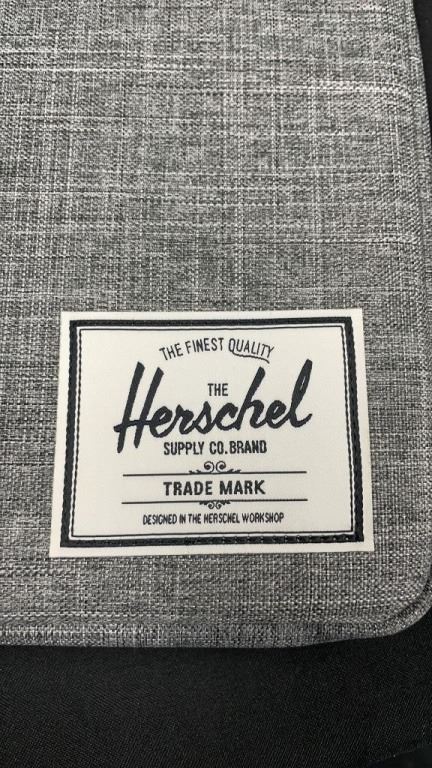 THE FINEST QUALITY
THE
Herschel
SUPPLY CO. BRAND
TRADE MARK
DESIGNED IN THE HERSCHEL WORKSHOP